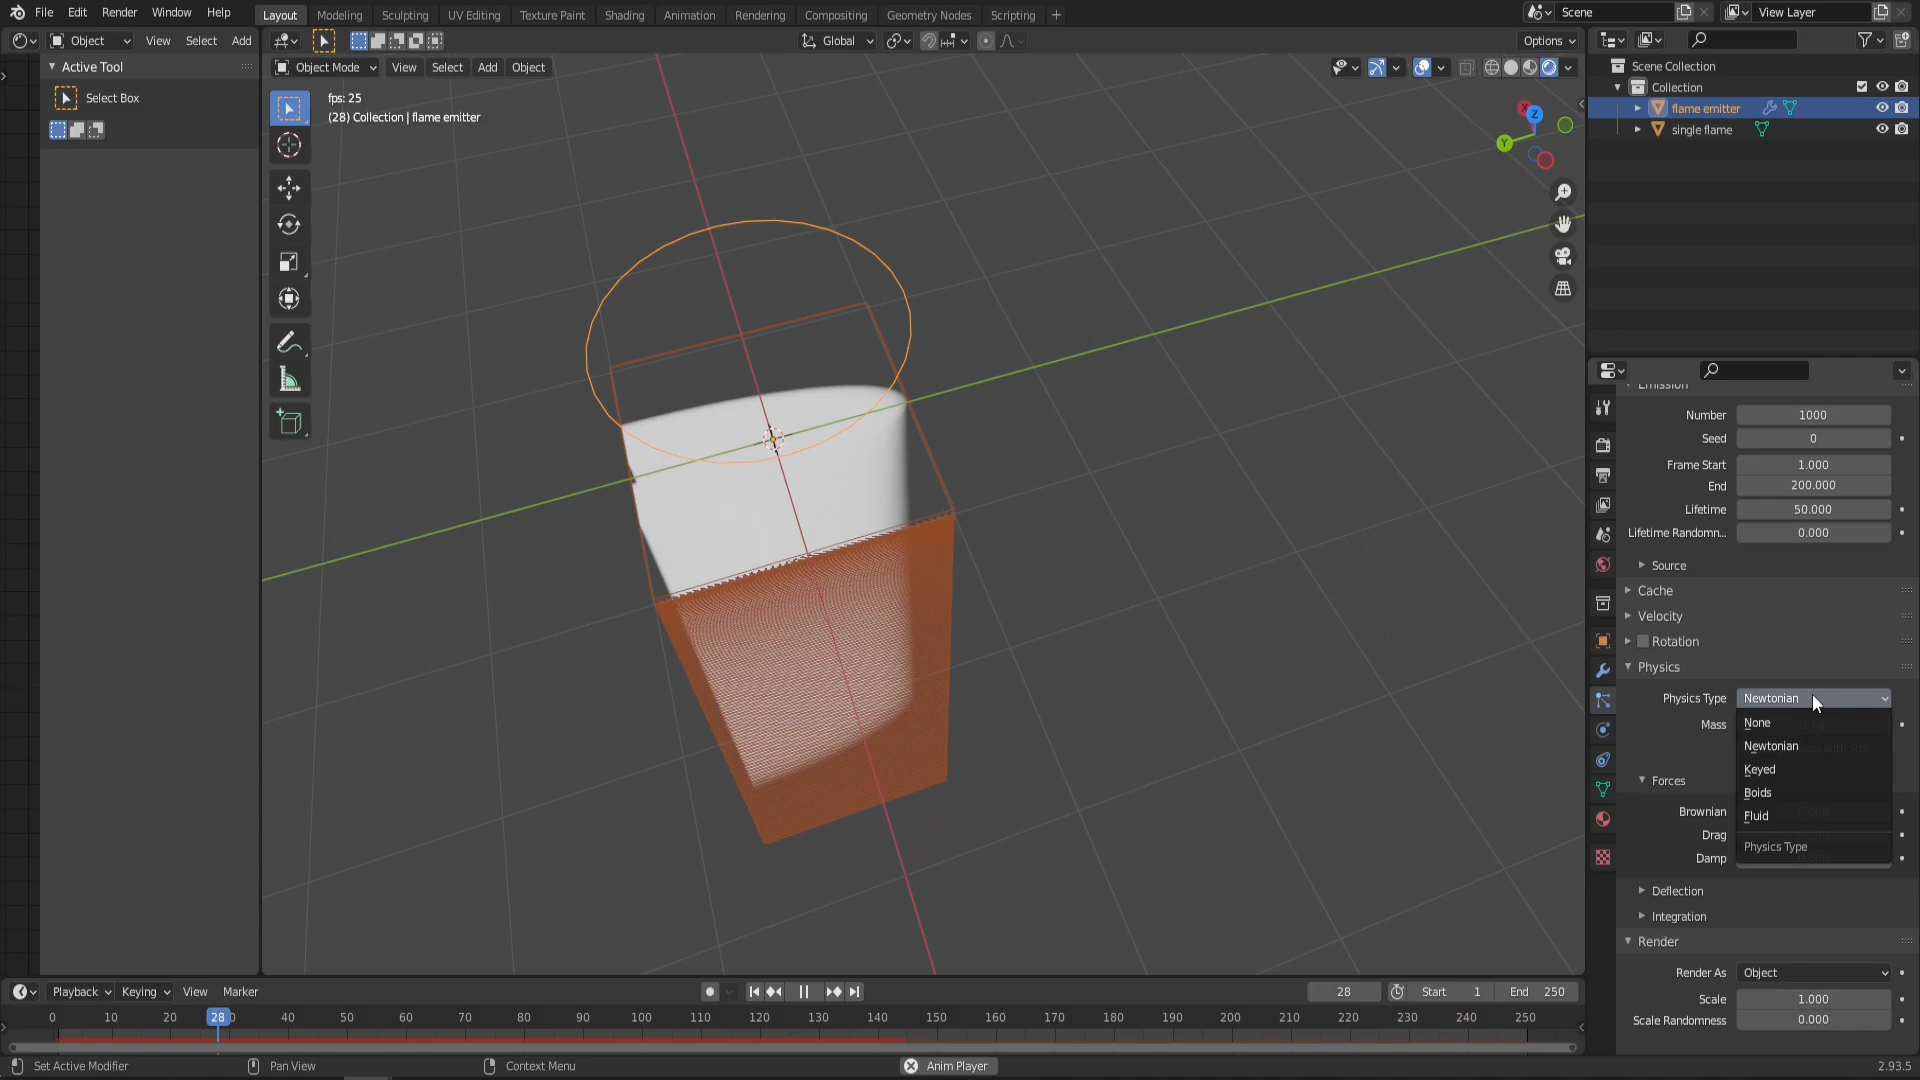 File Edit Render Window Help
Layout Modeling Sculpting UV Editing Texture Paint Shading Animation Rendering Compositing Geometry Nodes Scripting +
Scene
View Layer
Object View Select Add
Global
Options
Active Tool
Select Box
Object Mode View Select Add Object
fps: 25
(28) Collection | flame emitter
Z
X
Y
Scene Collection
Collection
flame emitter
single flame
Emission
Number 1000
Seed 0
Frame Start 1.000
End 200.000
Lifetime 50.000
Lifetime Randomn... 0.000
Source
Cache
Velocity
Rotation
Physics
Physics Type Newtonian
Mass
None
Newtonian
Keyed
Boids
Fluid
Physics Type
Forces
Brownian
Drag
Damp
Deflection
Integration
Render
Render As Object
Scale 1.000
Scale Randomness 0.000
Playback Keying View Marker
28 Start 1 End 250
0 10 20 28 40 50 60 70 80 90 100 110 120 130 140 150 160 170 180 190 200 210 220 230 240 250
Set Active Modifier Pan View Context Menu Anim Player 2.93.5